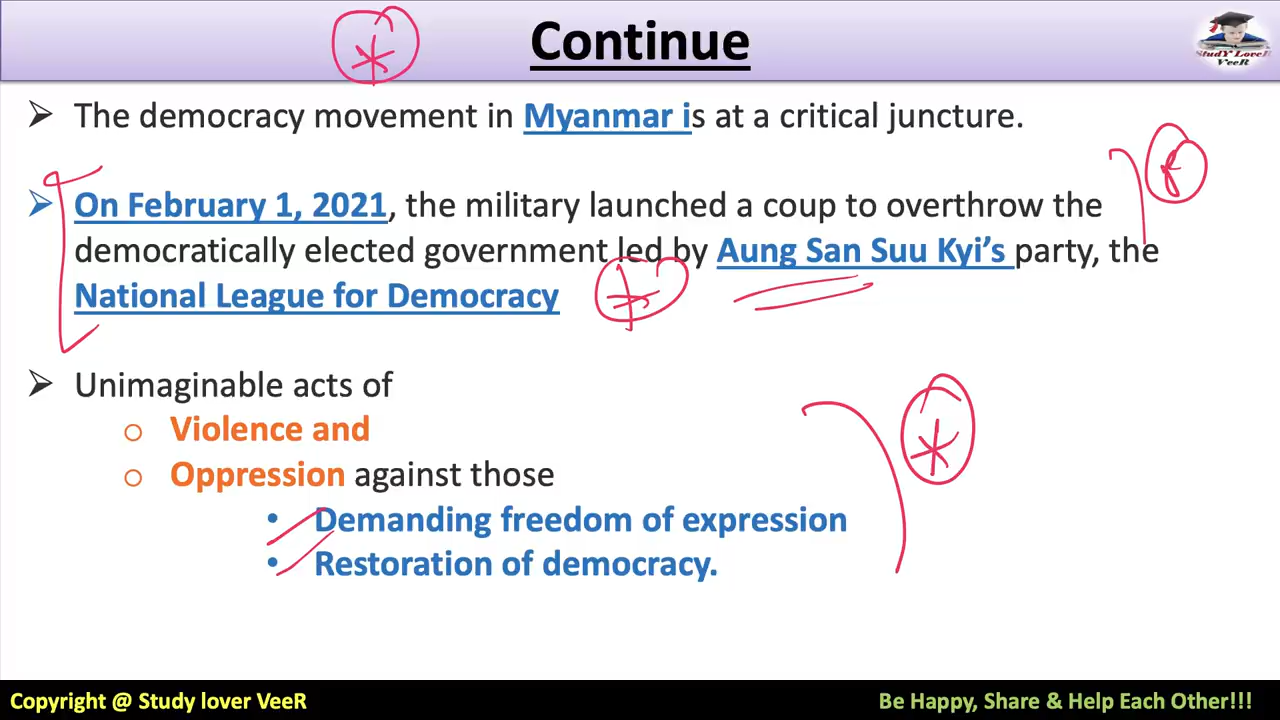 Continue
StudY LoveR
VeeR
➤ The democracy movement in Myanmar is at a critical juncture.
➤ On February 1, 2021, the military launched a coup to overthrow the
democratically elected government led by Aung San Suu Kyi’s party, the
National League for Democracy
➤ Unimaginable acts of
o Violence and
o Oppression against those
• Demanding freedom of expression
• Restoration of democracy.
Copyright @ Study lover VeeR
Be Happy, Share & Help Each Other!!!